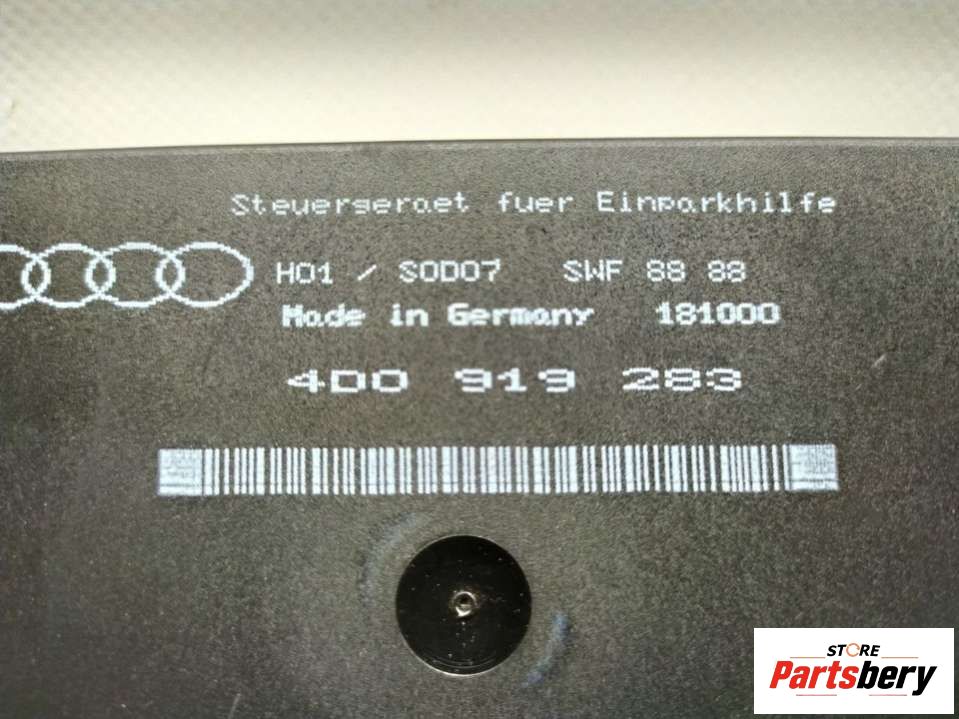 Steuergeraet fuer Einparkhilfe
H01 / S0D07 SWF 88 88
Made in Germany 181000
4D0 919 283
STORE
Partsbery